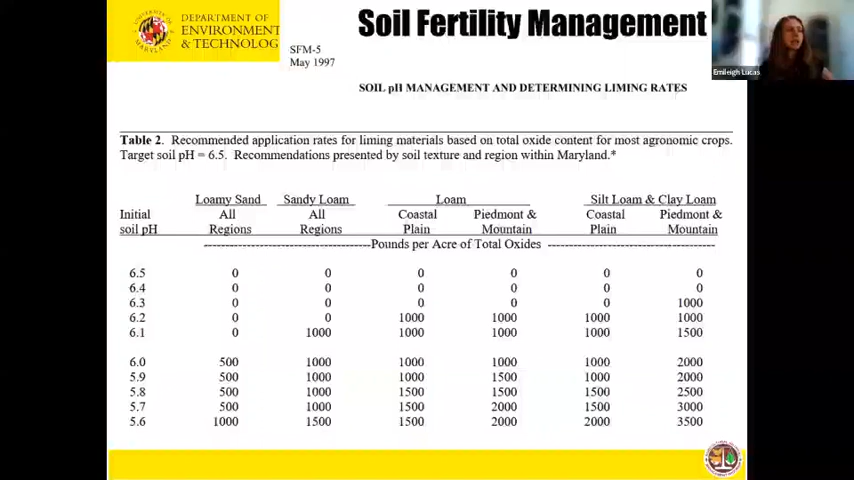 DEPARTMENT OF
ENVIRONMENT
& TECHNOLOG
Soil Fertility Management
SFM-5
May 1997
Emileigh Lucas
SOIL pH MANAGEMENT AND DETERMINING LIMING RATES
Table 2. Recommended application rates for liming materials based on total oxide content for most agronomic crops.
Target soil pH = 6.5. Recommendations presented by soil texture and region within Maryland.*
Loamy Sand Sandy Loam Loam Silt Loam & Clay Loam
Initial All All Coastal Piedmont & Coastal Piedmont &
soil pH Regions Regions Plain Mountain Plain Mountain
Pounds per Acre of Total Oxides
6.5 0 0 0 0 0 0
6.4 0 0 0 0 0 0
6.3 0 0 0 0 0 1000
6.2 0 0 1000 1000 1000 1000
6.1 0 1000 1000 1000 1000 1500
6.0 500 1000 1000 1000 1000 2000
5.9 500 1000 1000 1500 1000 2000
5.8 500 1000 1500 1500 1500 2500
5.7 500 1000 1500 2000 1500 3000
5.6 1000 1500 1500 2000 2000 3500